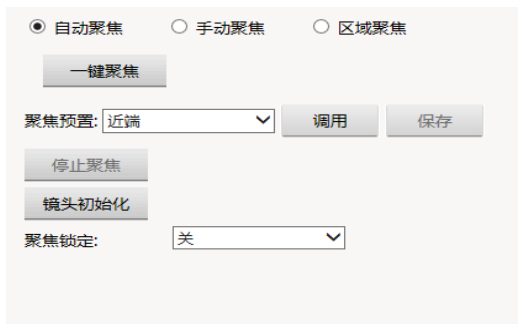 自动聚焦 手动聚焦 区域聚焦
一键聚焦
聚焦预置: 近端 调用 保存
停止聚焦
镜头初始化
聚焦锁定: 关